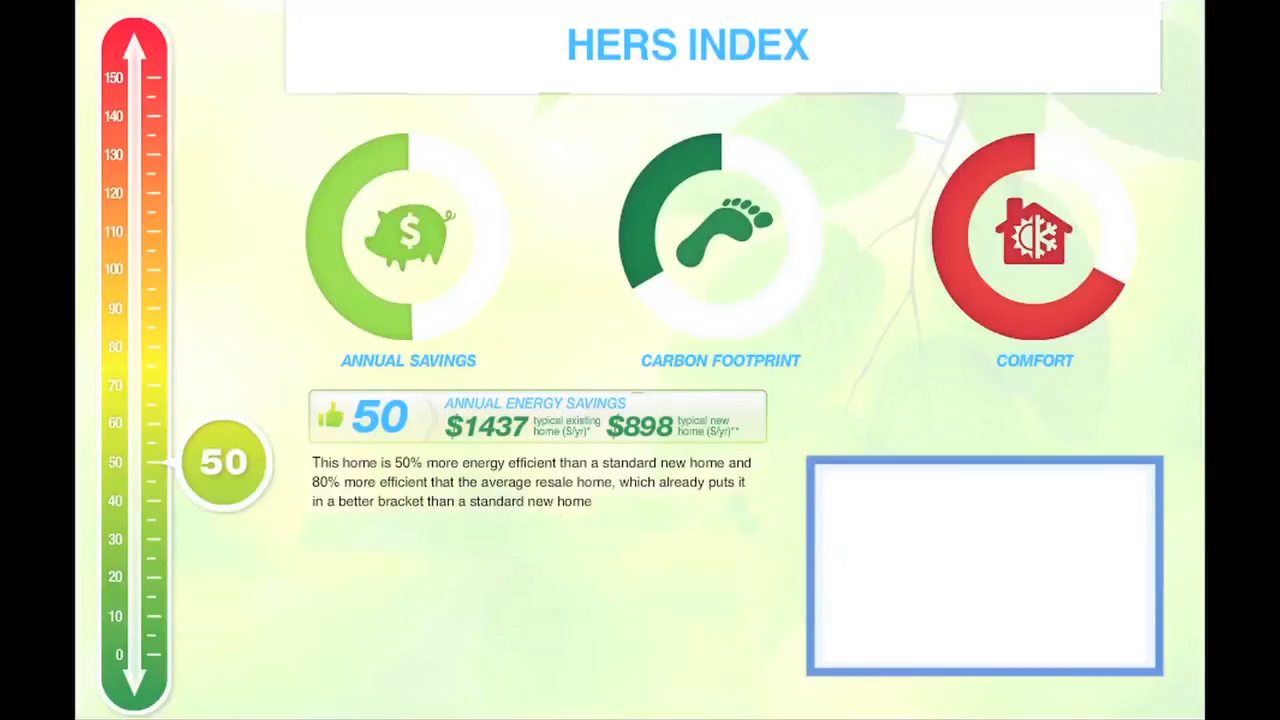 HERS INDEX
150
140
130
120
110
100
90
80
70
60
50
40
30
20
10
0
50
$
ANNUAL SAVINGS
CARBON FOOTPRINT
COMFORT
50
ANNUAL ENERGY SAVINGS
$1437 typical existing home ($/yr)* $898 typical new home ($/yr)**
This home is 50% more energy efficient than a standard new home and
80% more efficient that the average resale home, which already puts it
in a better bracket than a standard new home